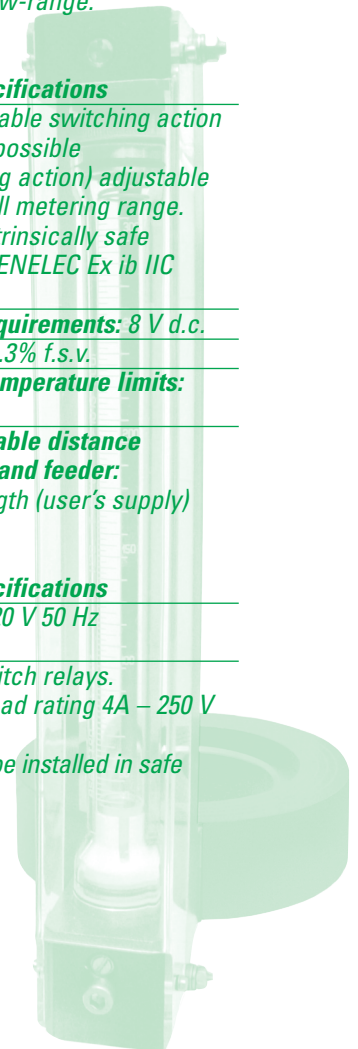 w-range.
cifications
able switching action
possible
g action) adjustable
ll metering range.
trinsically safe
ENELEC Ex ib IIC
quirements: 8 V d.c.
.3% f.s.v.
mperature limits:
able distance
and feeder:
gth (user's supply)
cifications
20 V 50 Hz
itch relays.
ad rating 4A – 250 V
be installed in safe